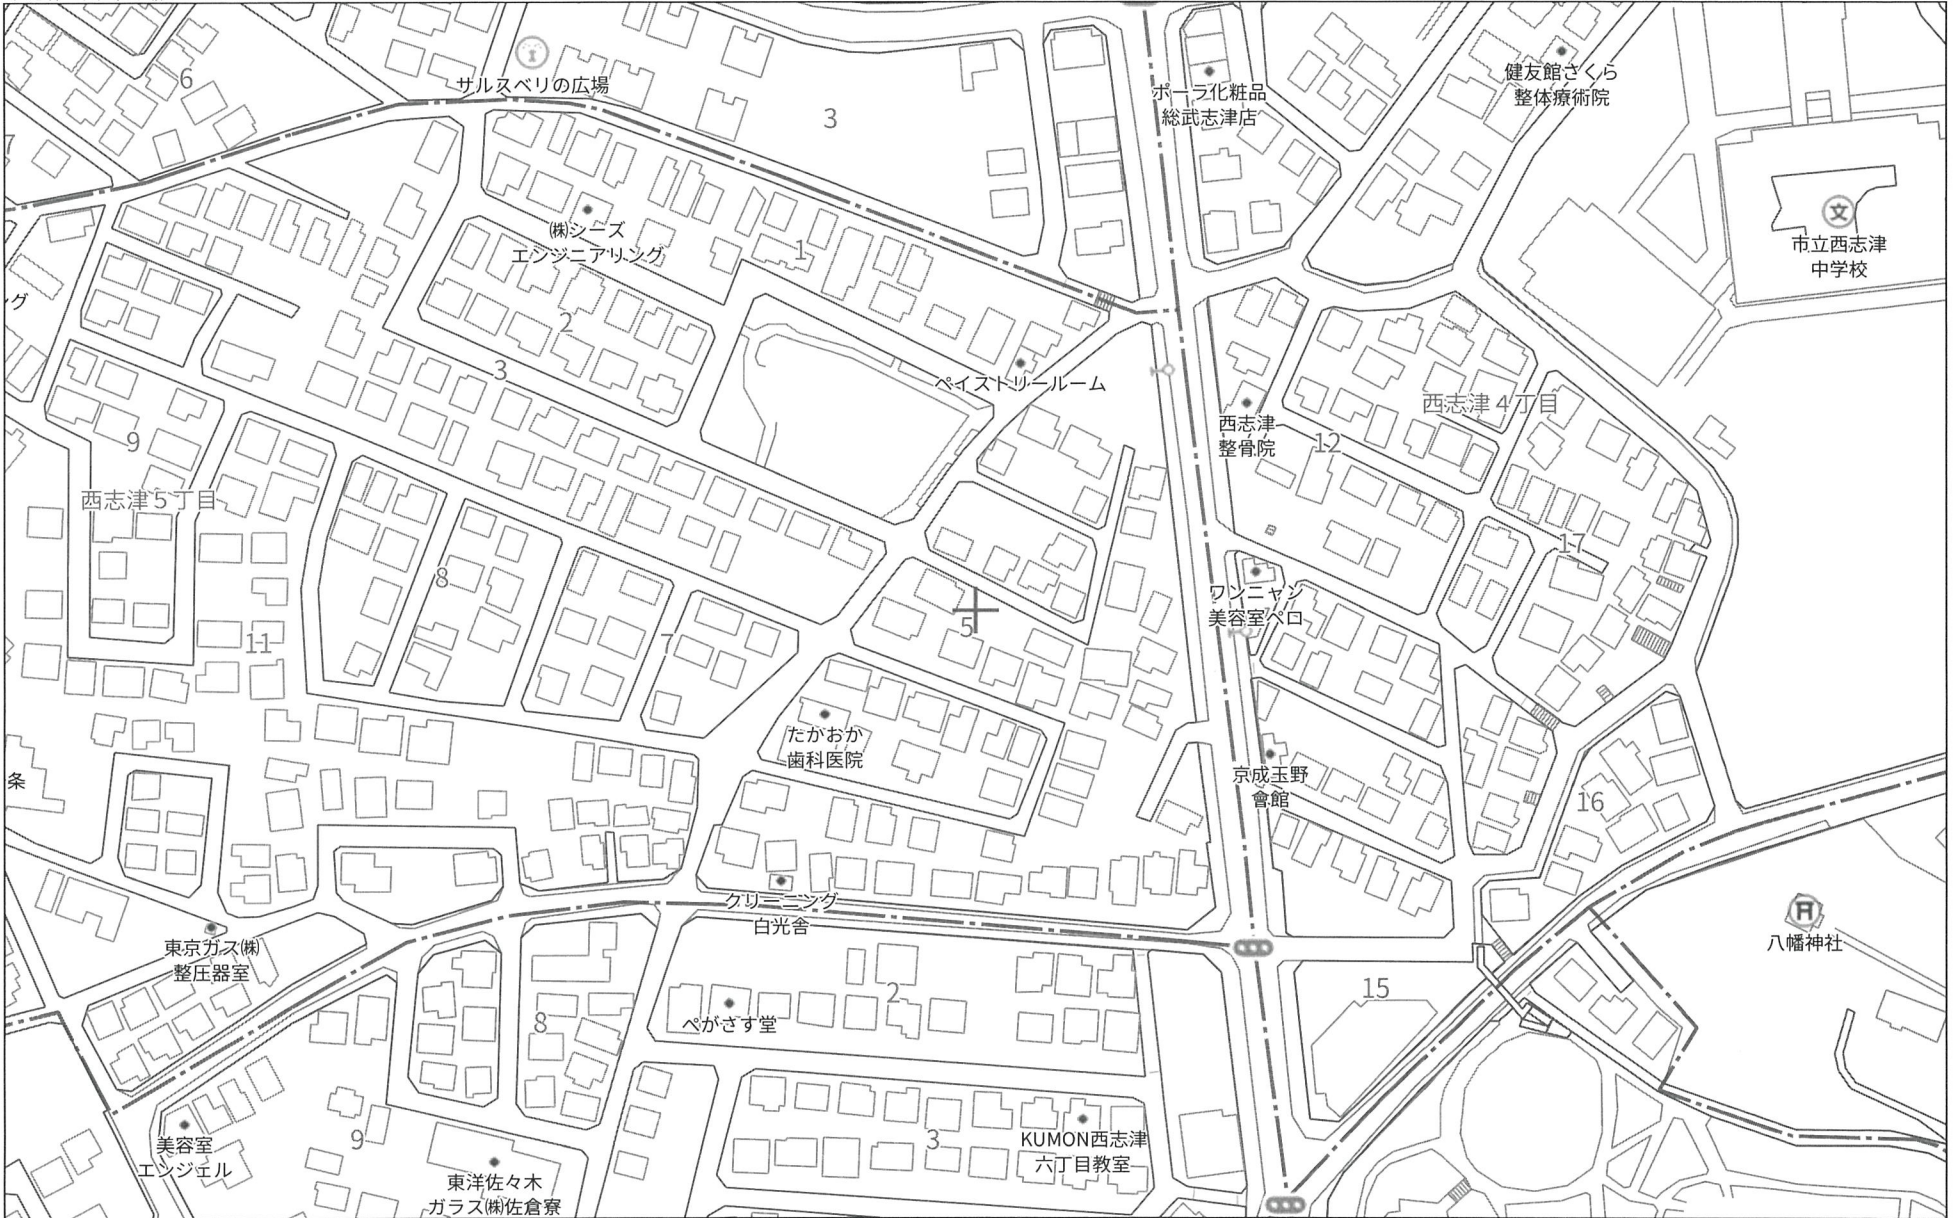 6
サルスベリの広場
3
ポーラ化粧品
総武志津店
健友館さくら
整体療術院
文
市立西志津
中学校
7
㈱シーズ
エンジニアリング
1
グ
2
3
ペイストリールーム
西志津
整骨院
西志津４丁目
12
9
西志津５丁目
17
8
ワンニャン
美容室ペロ
5
11
7
たかおか
歯科医院
京成玉野
會館
条
16
クリーニング
白光舎
東京ガス㈱
整圧器室
八幡神社
15
2
ぺがさす堂
8
美容室
エンジェル
9
3
KUMON西志津
六丁目教室
東洋佐々木
ガラス㈱佐倉寮